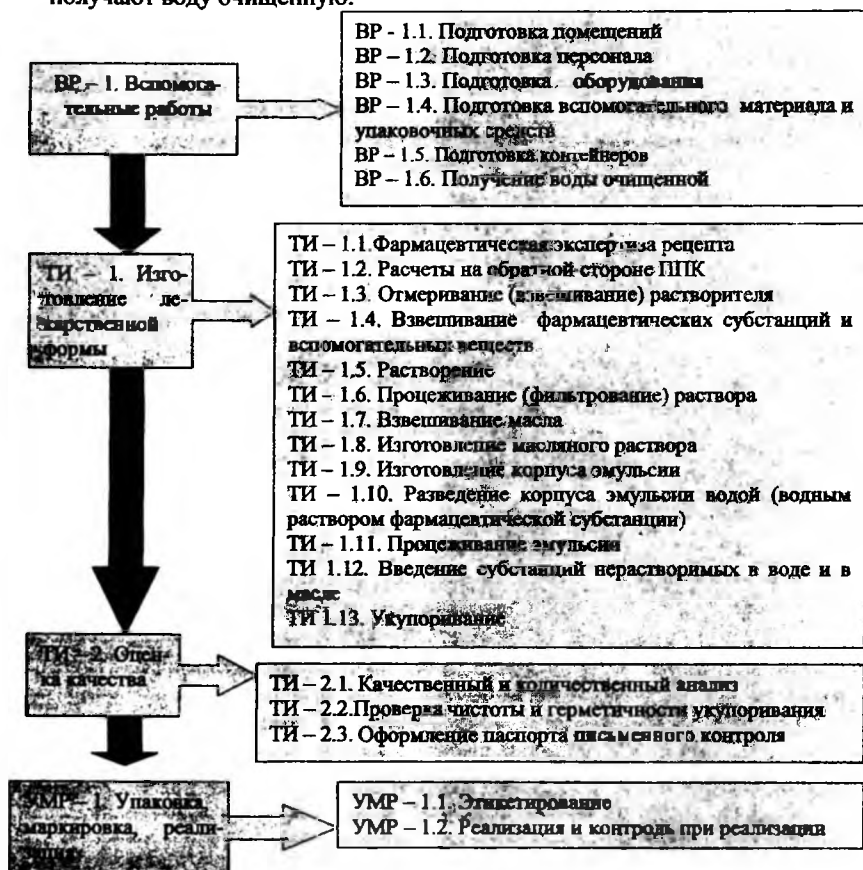 получают воду очищенную.
ВР - 1.1. Подготовка помещений
ВР – 1.2. Подготовка персонала
ВР – 1.3. Подготовка оборудования
ВР – 1.4. Подготовка вспомогательного материала и
упаковочных средств
ВР – 1.5. Подготовка контейнеров
ВР – 1.6. Получение воды очищенной
ВР – 1. Вспомога-
тельные работы
ТИ – 1.1.Фармацевтическая экспертиза рецепта
ТИ – 1.2. Расчеты на обратной стороне ППК
ТИ – 1.3. Отмеривание (взвешивание) растворителя
ТИ – 1.4. Взвешивание фармацевтических субстанций и
вспомогательных веществ
ТИ – 1.5. Растворение
ТИ – 1.6. Процеживание (фильтрование) раствора
ТИ – 1.7. Взвешивание масла
ТИ – 1.8. Изготовление масляного раствора
ТИ – 1.9. Изготовление корпуса эмульсии
ТИ – 1.10. Разведение корпуса эмульсии водой (водным
раствором фармацевтической субстанции)
ТИ – 1.11. Процеживание эмульсии
ТИ 1.12. Введение субстанций нерастворимых в воде и в
масле
ТИ 1.13. Укупоривание
ТИ – 1. Изго-
товление ле-
карственной
формы
ТИ – 2. Оцен-
ка качества
ТИ – 2.1. Качественный и количественный анализ
ТИ – 2.2.Проверка чистоты и герметичности укупоривания
ТИ – 2.3. Оформление паспорта письменного контроля
УМР – 1. Упаковка,
маркировка, реали-
зация
УМР – 1.1. Этикетирование
УМР – 1.2. Реализация и контроль при реализации